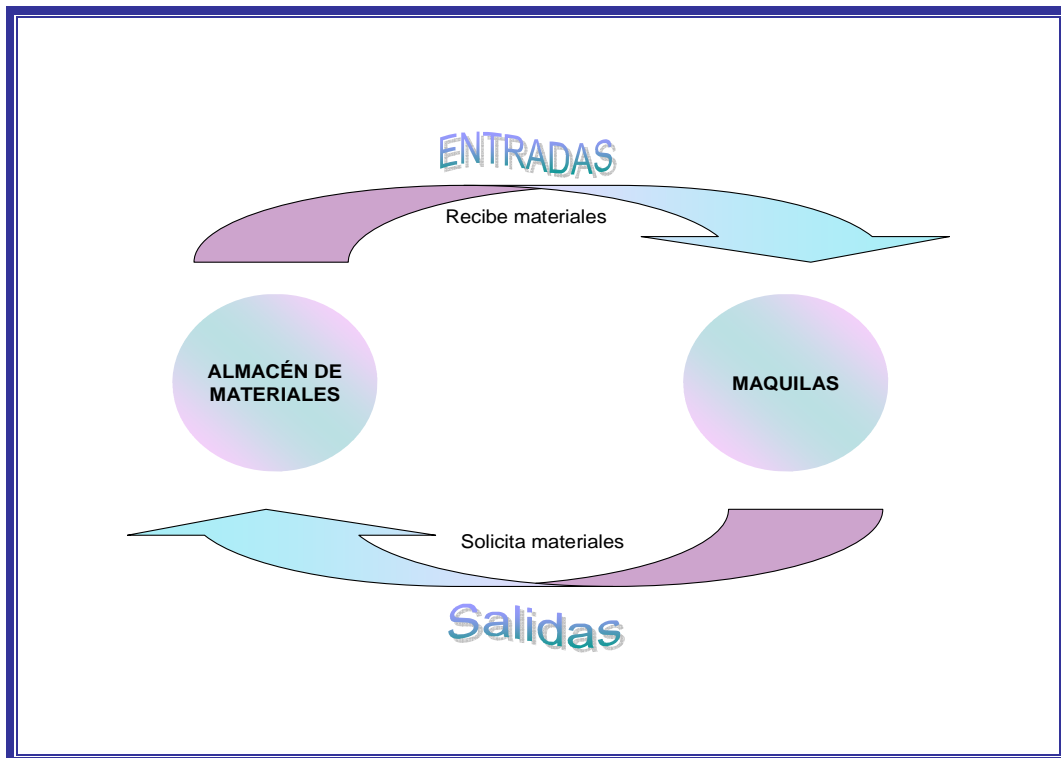 ENTRADAS
Recibe materiales
ALMACÉN DE
MATERIALES
MAQUILAS
Solicita materiales
Salidas